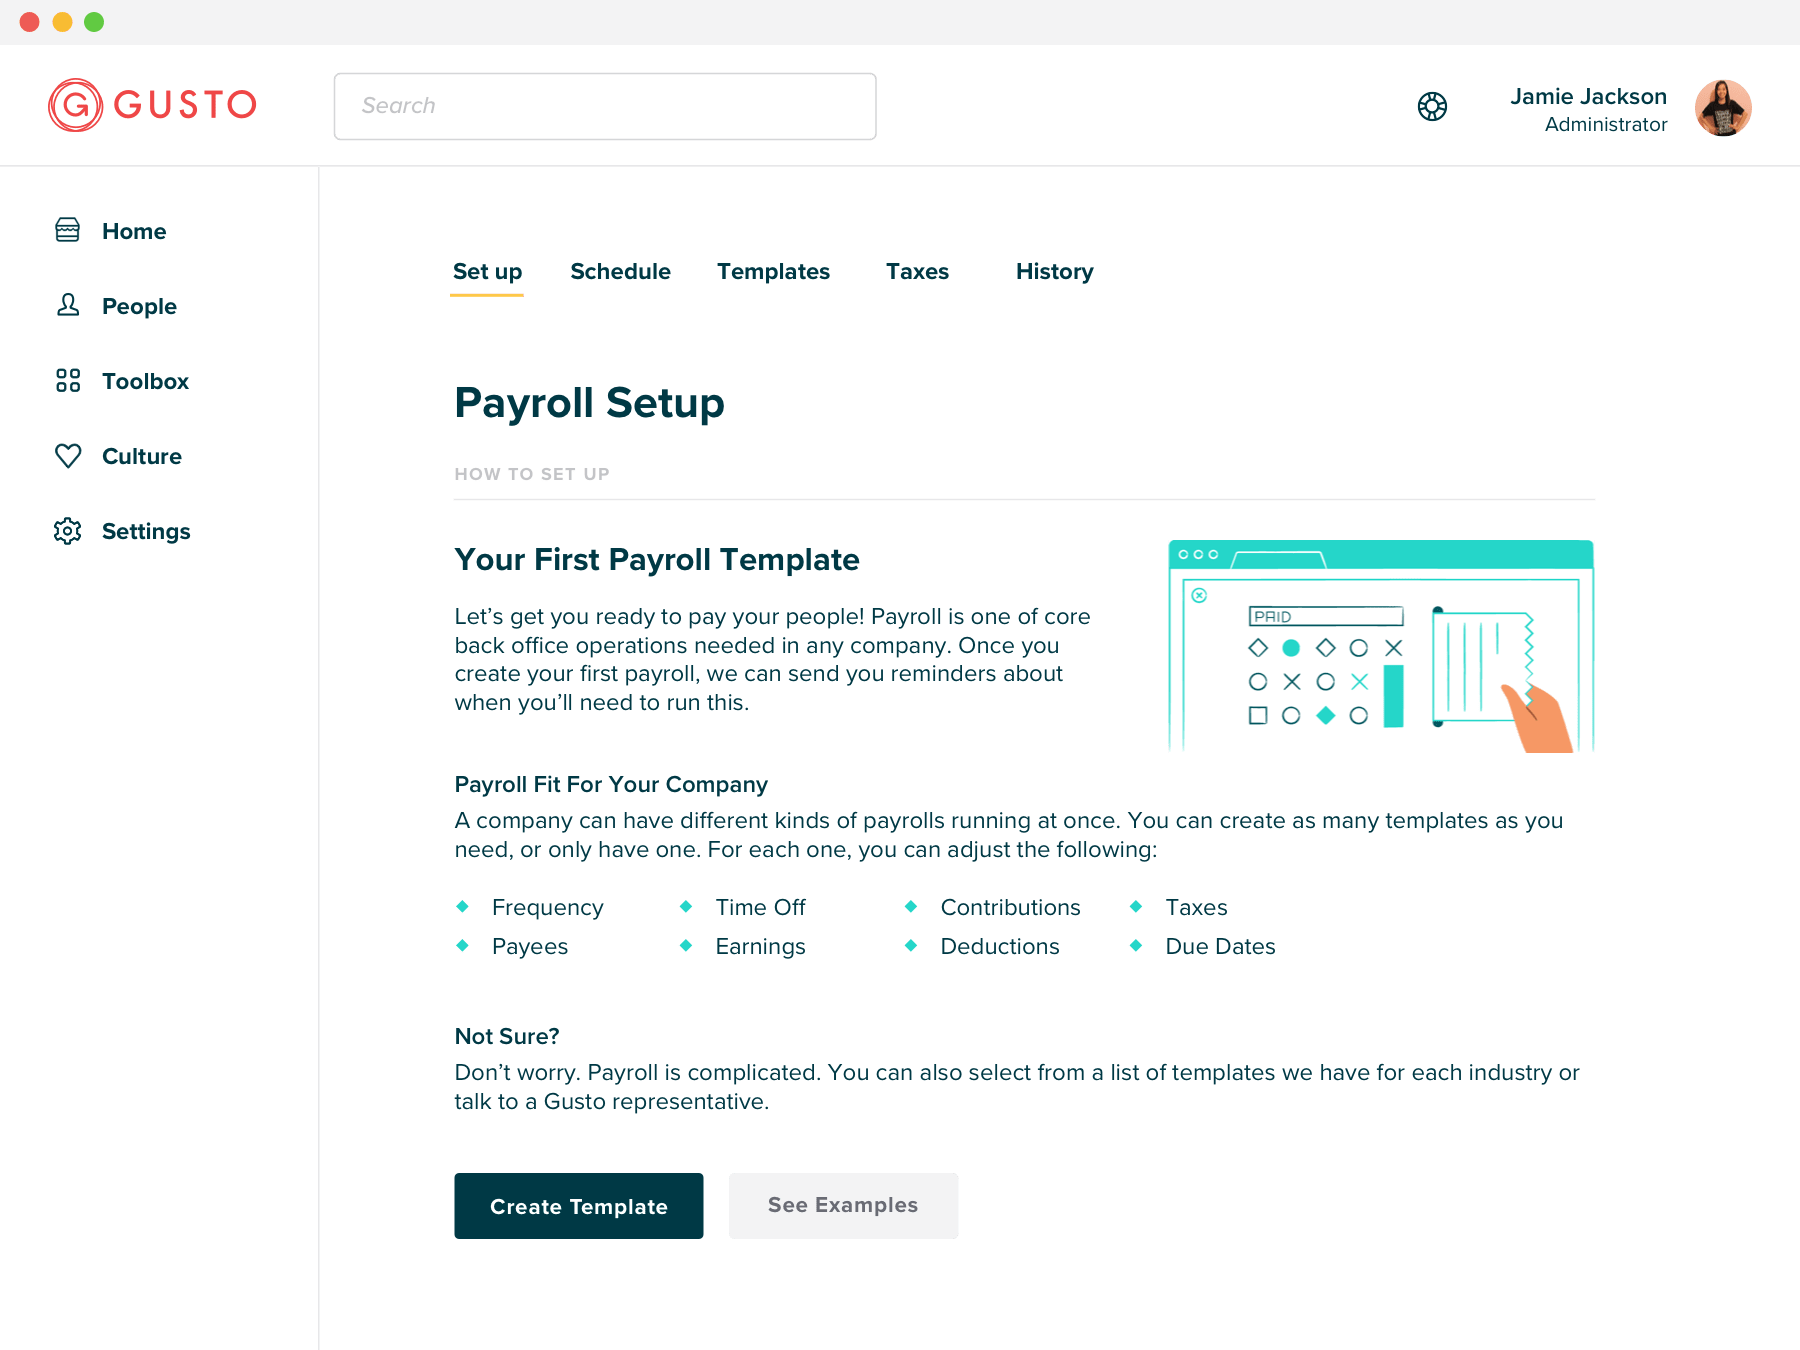 GUSTO
Search
Jamie Jackson
Administrator
Home
People
Toolbox
Culture
Settings
Set up Schedule Templates Taxes History
Payroll Setup
HOW TO SET UP
Your First Payroll Template
Let’s get you ready to pay your people! Payroll is one of core
back office operations needed in any company. Once you
create your first payroll, we can send you reminders about
when you’ll need to run this.
PAID
Payroll Fit For Your Company
A company can have different kinds of payrolls running at once. You can create as many templates as you
need, or only have one. For each one, you can adjust the following:
Frequency Time Off Contributions Taxes
Payees Earnings Deductions Due Dates
Not Sure?
Don’t worry. Payroll is complicated. You can also select from a list of templates we have for each industry or
talk to a Gusto representative.
Create Template See Examples